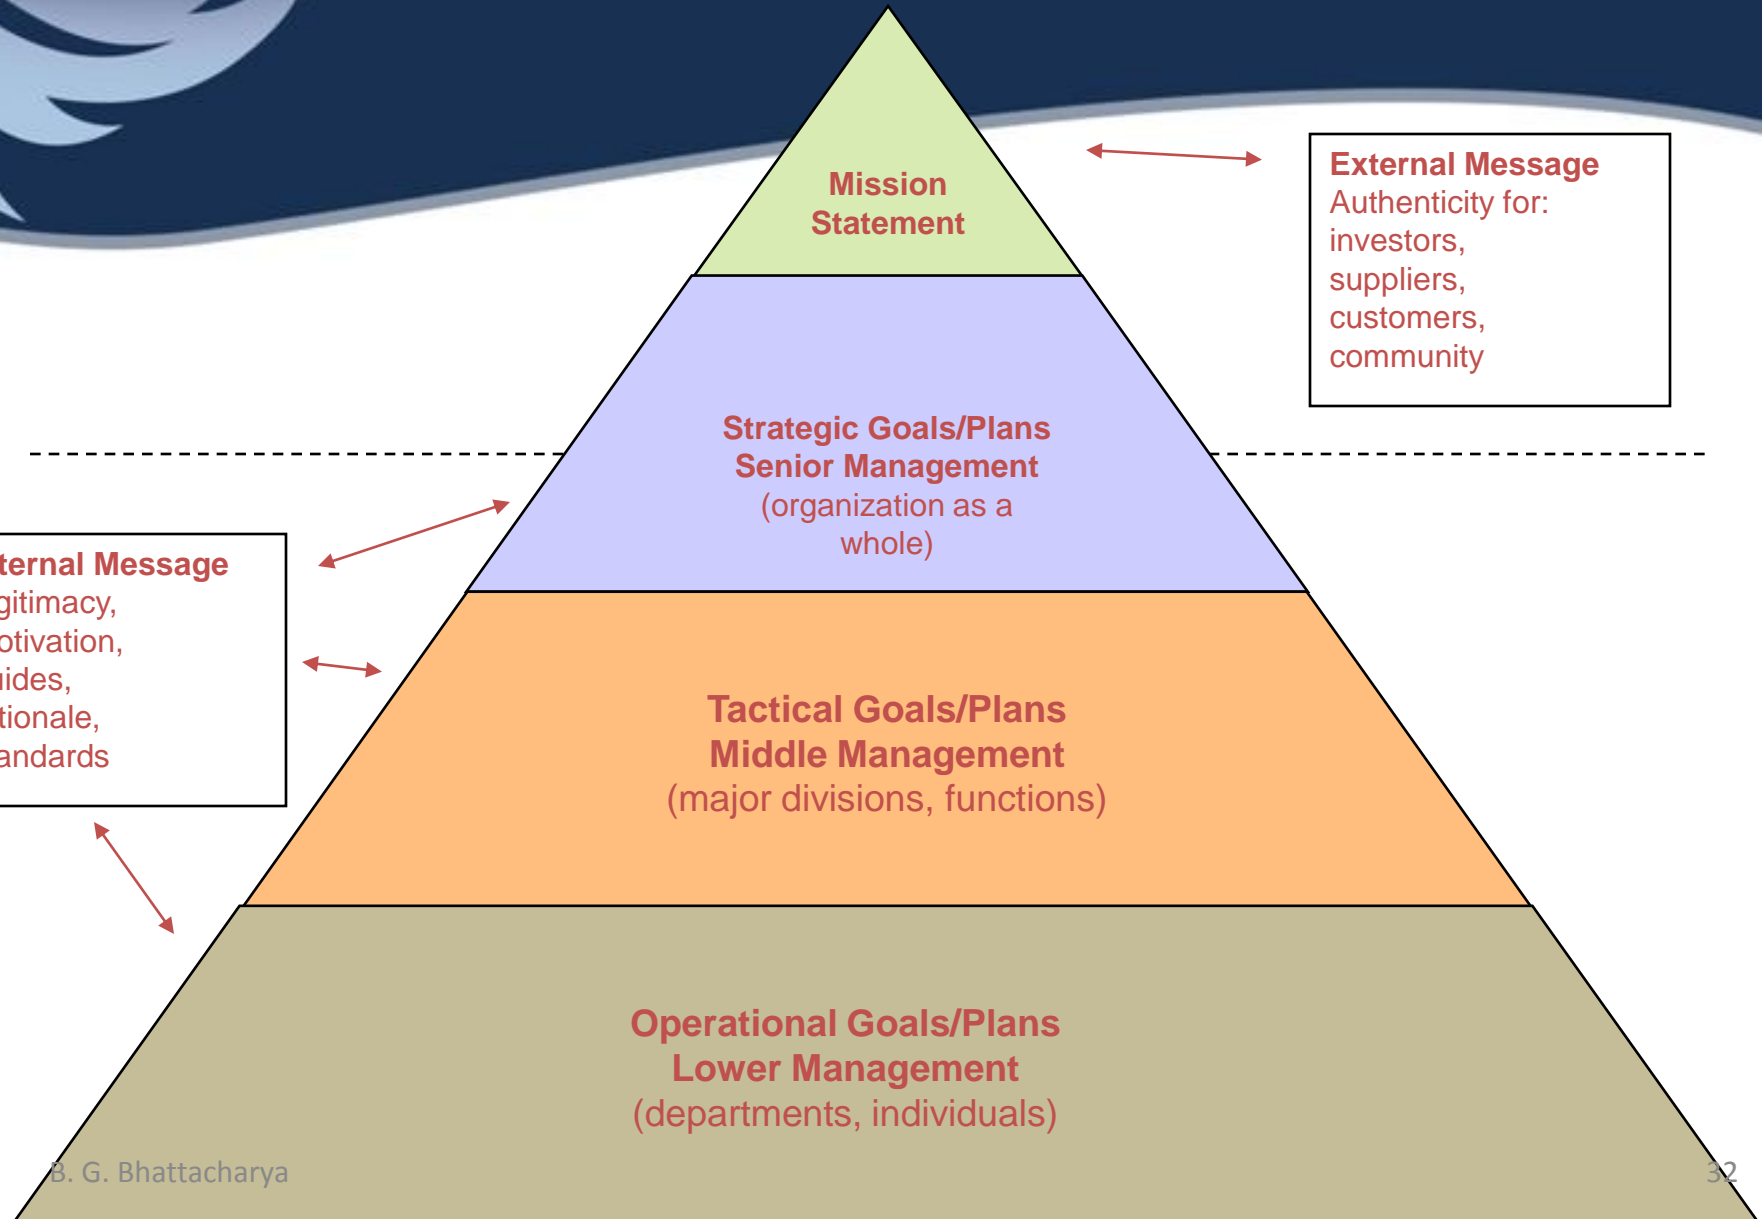 Mission
Statement
External Message
Authenticity for:
investors,
suppliers,
customers,
community
Strategic Goals/Plans
Senior Management
(organization as a
whole)
ternal Message
gitimacy,
otivation,
uides,
tionale,
andards
Tactical Goals/Plans
Middle Management
(major divisions, functions)
Operational Goals/Plans
Lower Management
(departments, individuals)
B. G. Bhattacharya
32